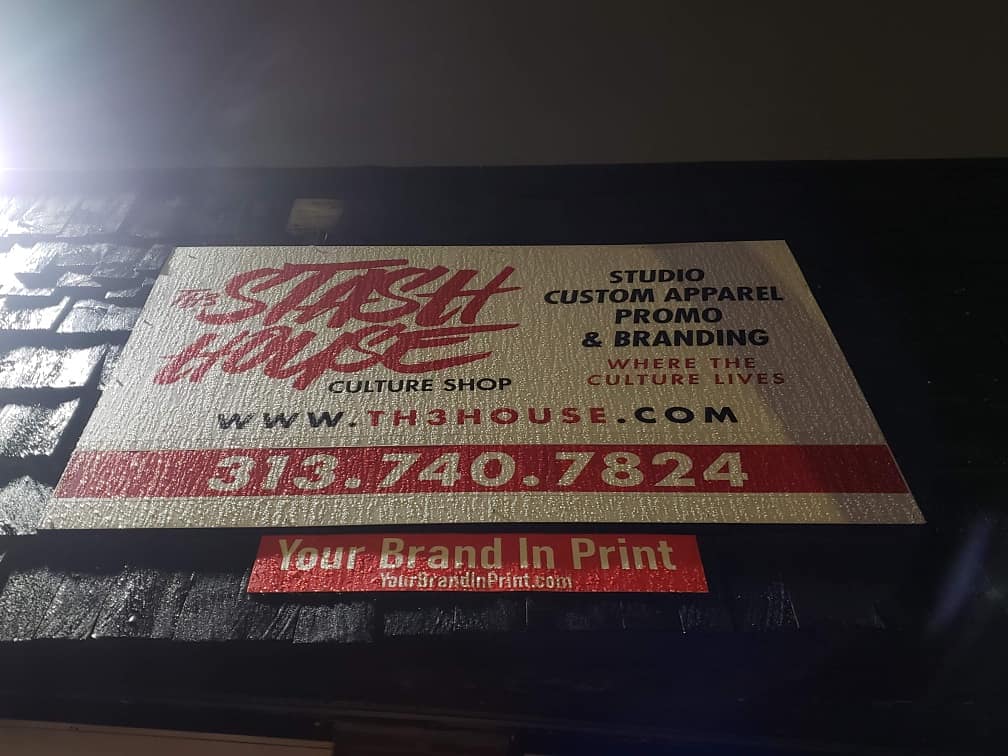 TH3 STASH
HOUSE
CULTURE SHOP
STUDIO
CUSTOM APPAREL
PROMO
& BRANDING
WHERE THE
CULTURE LIVES
WWW.TH3HOUSE.COM
313.740.7824
Your Brand In Print
YourBrandInPrint.com